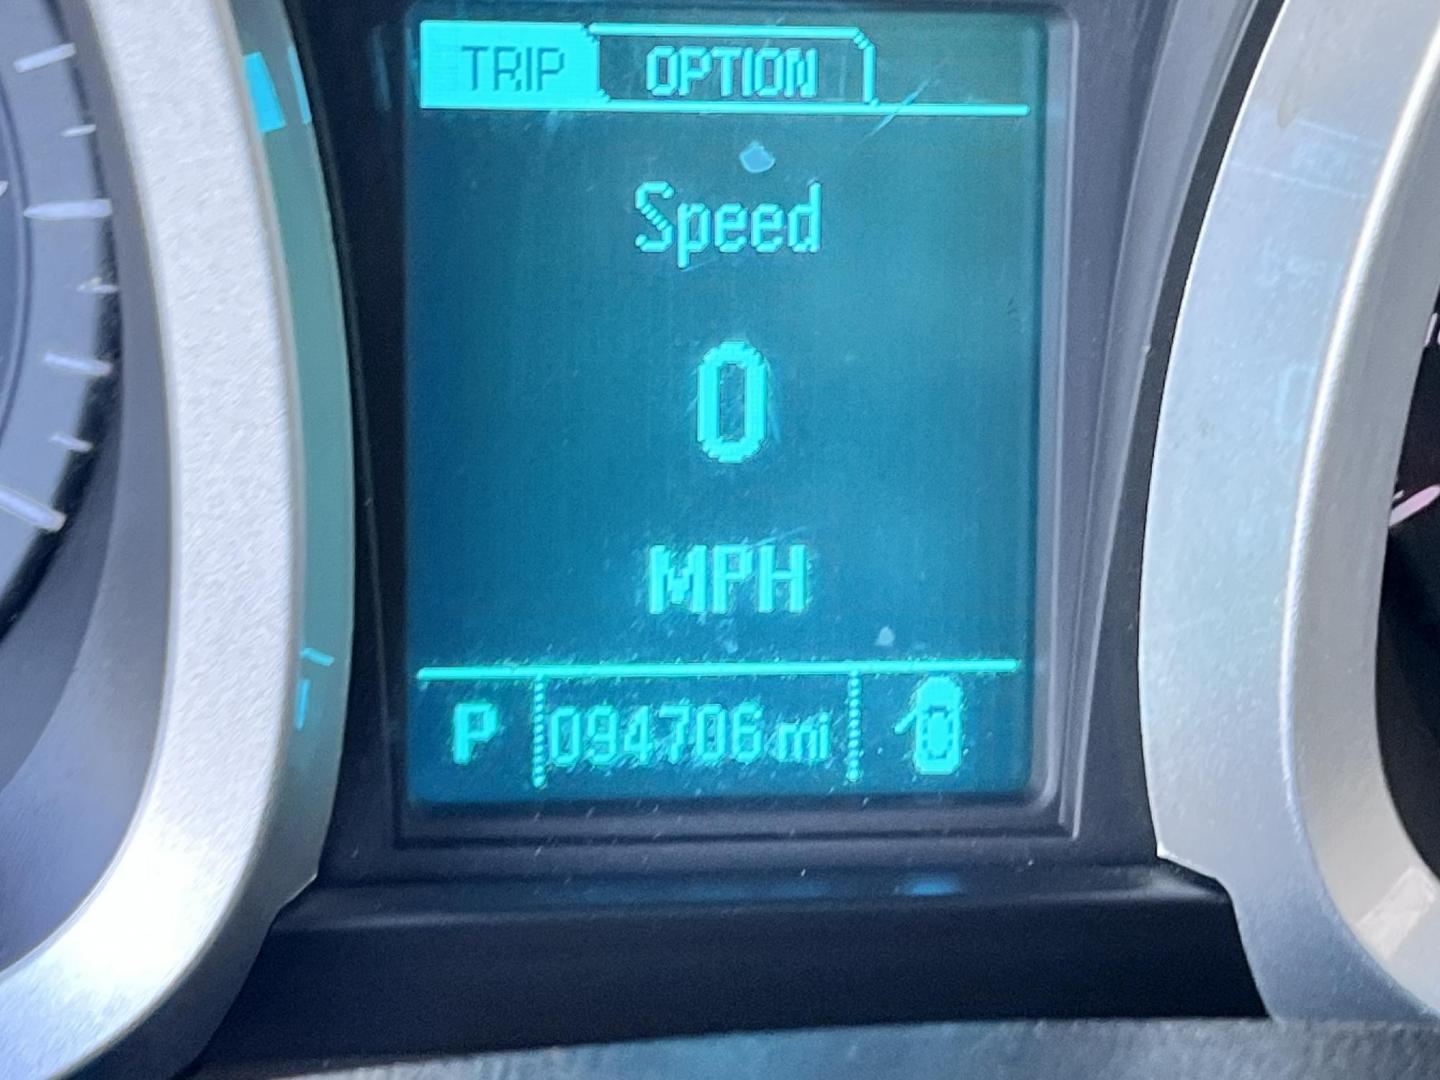 TRIP OPTION
Speed
0
MPH
P 094706 mi